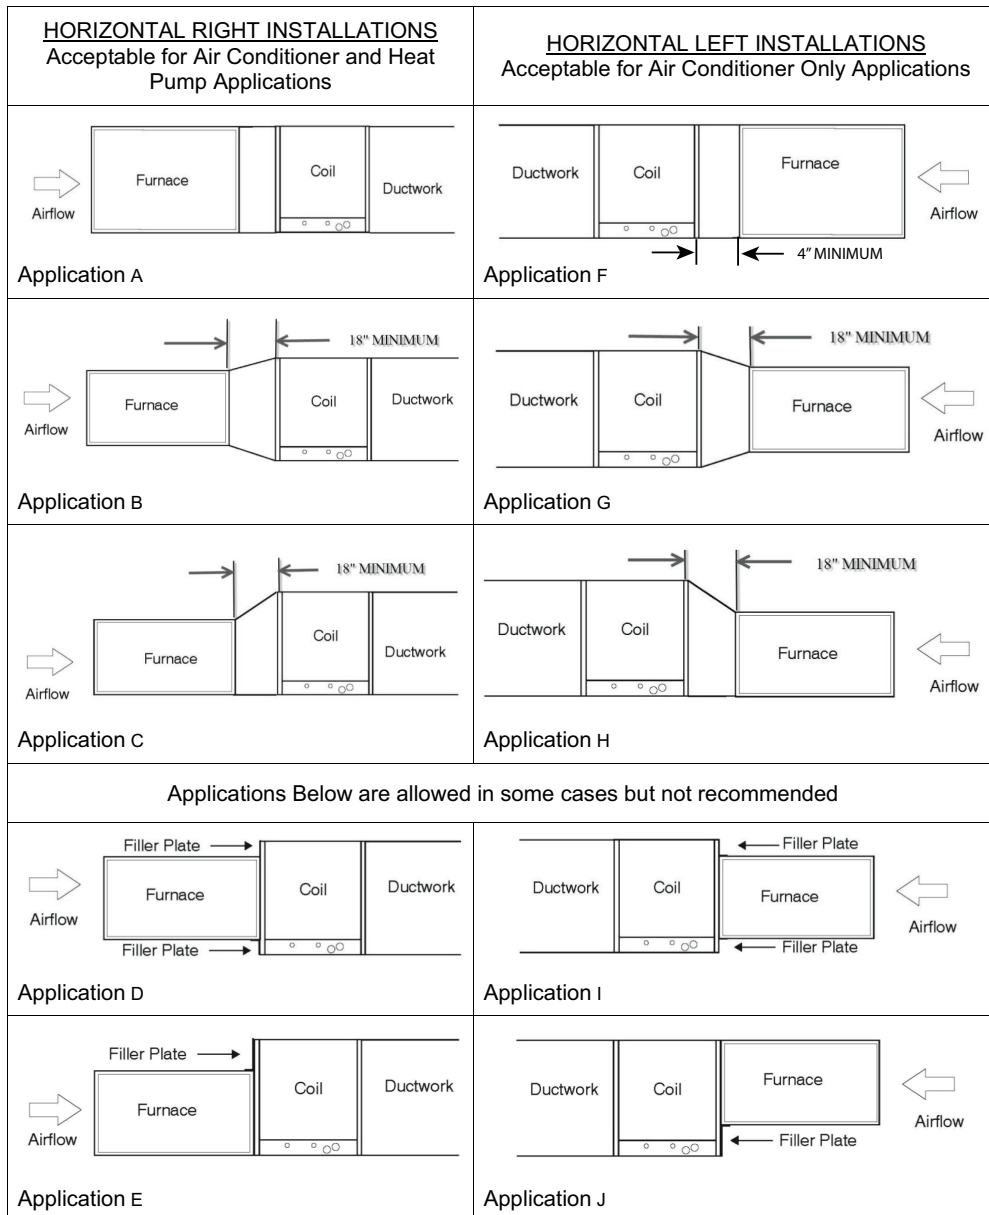 HORIZONTAL RIGHT INSTALLATIONS
Acceptable for Air Conditioner and Heat
Pump Applications
HORIZONTAL LEFT INSTALLATIONS
Acceptable for Air Conditioner Only Applications
Airflow
Furnace
Coil
Ductwork
Application A
Ductwork
Coil
Furnace
Airflow
4" MINIMUM
Application F
18" MINIMUM
Airflow
Furnace
Coil
Ductwork
Application B
18" MINIMUM
Ductwork
Coil
Furnace
Airflow
Application G
18" MINIMUM
Airflow
Furnace
Coil
Ductwork
Application C
18" MINIMUM
Ductwork
Coil
Furnace
Airflow
Application H
Applications Below are allowed in some cases but not recommended
Filler Plate
Airflow
Furnace
Coil
Ductwork
Filler Plate
Application D
Filler Plate
Ductwork
Coil
Furnace
Airflow
Filler Plate
Application I
Filler Plate
Airflow
Furnace
Coil
Ductwork
Application E
Ductwork
Coil
Furnace
Airflow
Filler Plate
Application J